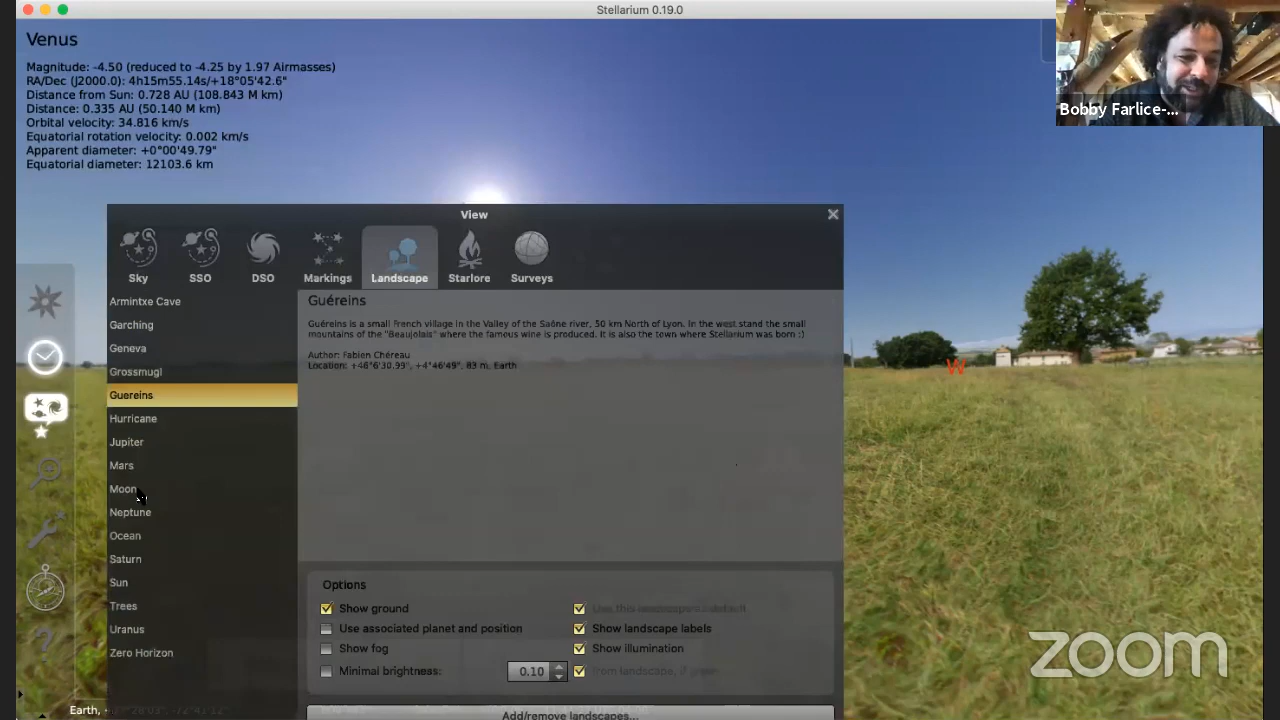 Stellarium 0.19.0
Venus
Magnitude: -4.50 (reduced to -4.25 by 1.97 Airmasses)
RA/Dec (J2000.0): 4h15m55.14s/+18°05'42.6"
Distance from Sun: 0.728 AU (108.843 M km)
Distance: 0.335 AU (50.140 M km)
Orbital velocity: 34.816 km/s
Equatorial rotation velocity: 0.002 km/s
Apparent diameter: +0°00'49.79"
Equatorial diameter: 12103.6 km
Bobby Farlice-...
View
Sky
SSO
DSO
Markings
Landscape
Starlore
Surveys
Armintxe Cave
Garching
Geneva
Grossmugl
Guereins
Hurricane
Jupiter
Mars
Moon
Neptune
Ocean
Saturn
Sun
Trees
Uranus
Zero Horizon
Guéreins
Guéreins is a small French village in the Valley of the Saône river, 50 km North of Lyon. In the west stand the small
mountains of the "Beaujolais" where the famous wine is produced. It is also the town where Stellarium was born :)
Author: Fabien Chéreau
Location: +46°6'30.99", +4°46'49", 83 m, Earth
W
Options
Show ground
Use associated planet and position
Show fog
Minimal brightness:
0.10
Use this landscape as default
Show landscape labels
Show illumination
from landscape, if given
Add/remove landscapes...
Earth,
zoom